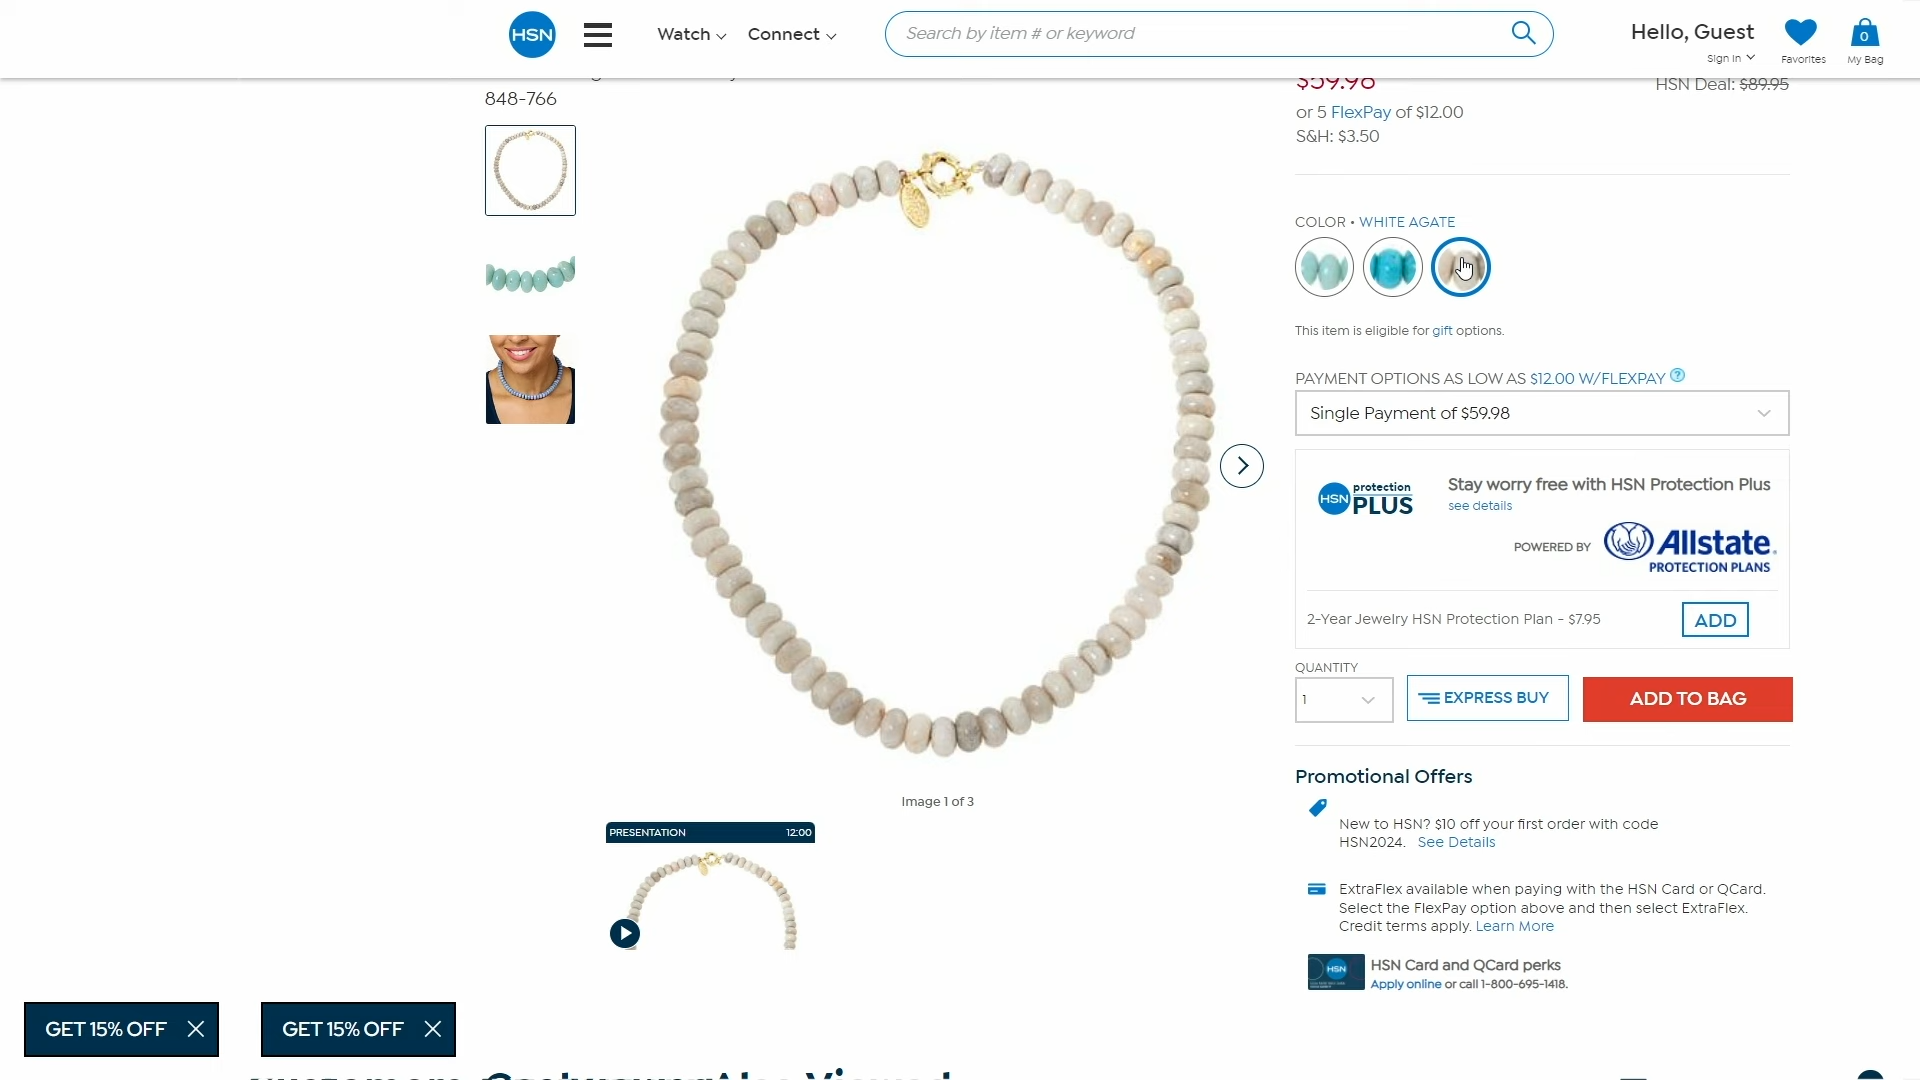 HSN
Watch
Connect
Search by item # or keyword
Hello, Guest
Sign In
Favorites
0
My Bag
848-766
$59.98
HSN Deal: $89.95
or 5 FlexPay of $12.00
S&H: $3.50
COLOR • WHITE AGATE
This item is eligible for gift options.
PAYMENT OPTIONS AS LOW AS $12.00 W/FLEXPAY ?
Single Payment of $59.98
HSN protection PLUS
Stay worry free with HSN Protection Plus
see details
POWERED BY
Allstate
PROTECTION PLANS
2-Year Jewelry HSN Protection Plan - $7.95
ADD
QUANTITY
1
EXPRESS BUY
ADD TO BAG
Image 1 of 3
PRESENTATION 12:00
Promotional Offers
New to HSN? $10 off your first order with code
HSN2024. See Details
ExtraFlex available when paying with the HSN Card or QCard.
Select the FlexPay option above and then select ExtraFlex.
Credit terms apply. Learn More
HSN
HSN Card and QCard perks
Apply online or call 1-800-695-1418.
GET 15% OFF
GET 15% OFF